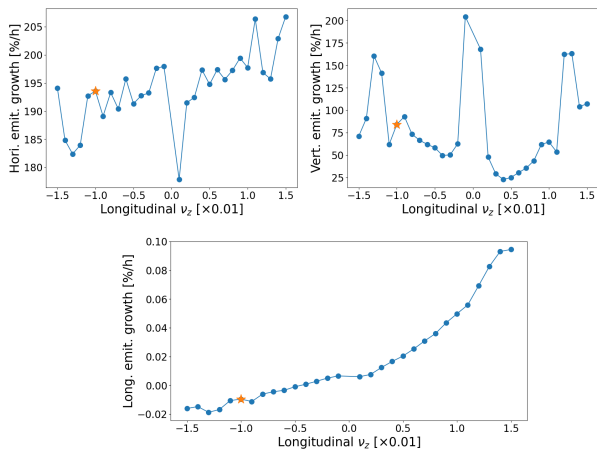 Hori. emit. growth [%/h]
205
200
195
190
185
180
−1.5 −1.0 −0.5 0.0 0.5 1.0 1.5
Longitudinal νz [×0.01]
Vert. emit. growth [%/h]
200
175
150
125
100
75
50
25
−1.5 −1.0 −0.5 0.0 0.5 1.0 1.5
Longitudinal νz [×0.01]
Long. emit. growth [%/h]
0.10
0.08
0.06
0.04
0.02
0.00
−0.02
−1.5 −1.0 −0.5 0.0 0.5 1.0 1.5
Longitudinal νz [×0.01]